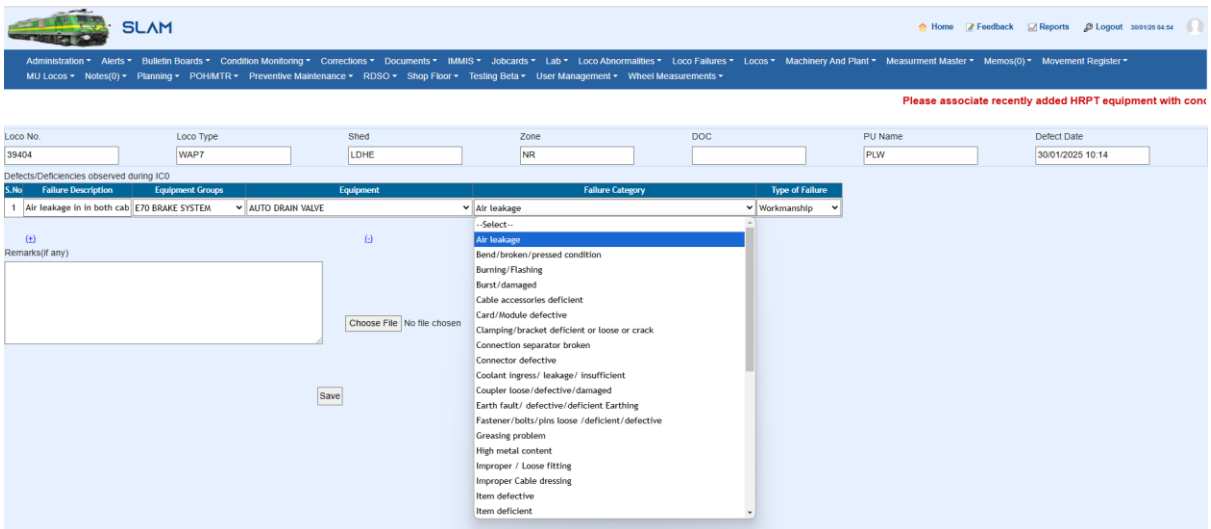 SLAM
Home Feedback Reports Logout 30/01/25 04:54
Administration Alerts Bulletin Boards Condition Monitoring Corrections Documents IMMIS Jobcards Lab Loco Abnormalities Loco Failures Locos Machinery And Plant Measurment Master Memos(0) Movement Register
MU Locos Notes(0) Planning POH/MTR Preventive Maintenance RDSO Shop Floor Testing Beta User Management Wheel Measurements
Please associate recently added HRPT equipment with cond
Loco No. Loco Type Shed Zone DOC PU Name Defect Date
39404 WAP7 LDHE NR PLW 30/01/2025 10:14
Defects/Deficiencies observed during IC0
S.No Failure Description Equipment Groups Equipment Failure Category Type of Failure
1 Air leakage in in both cab E70 BRAKE SYSTEM AUTO DRAIN VALVE Air leakage Workmanship
--Select--
(+) (-) Air leakage
Remarks(if any)
Bend/broken/pressed condition
Burning/Flashing
Burst/damaged
Cable accessories deficient
Card/Module defective
Choose File No file chosen
Clamping/bracket deficient or loose or crack
Connection separator broken
Connector defective
Coolant ingress/ leakage/ insufficient
Coupler loose/defective/damaged
Save
Earth fault/ defective/deficient Earthing
Fastener/bolts/pins loose /deficient/defective
Greasing problem
High metal content
Improper / Loose fitting
Improper Cable dressing
Item defective
Item deficient